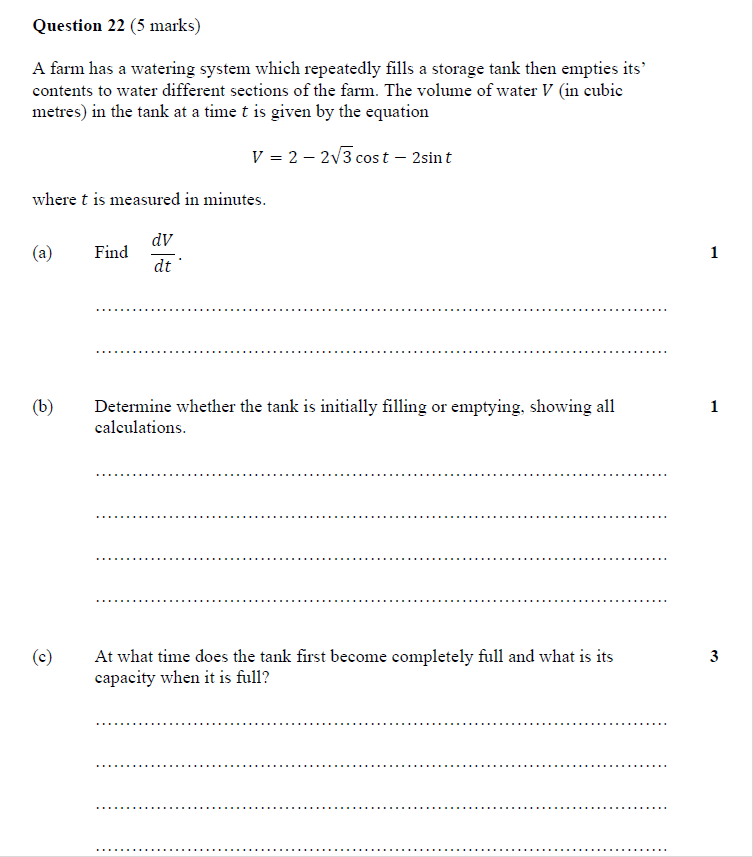 Question 22 (5 marks)
A farm has a watering system which repeatedly fills a storage tank then empties its’
contents to water different sections of the farm. The volume of water V (in cubic
metres) in the tank at a time t is given by the equation
V = 2 − 2√3 cos t − 2sin t
where t is measured in minutes.
(a) Find dV/dt. 1
(b) Determine whether the tank is initially filling or emptying, showing all 1
calculations.
(c) At what time does the tank first become completely full and what is its 3
capacity when it is full?